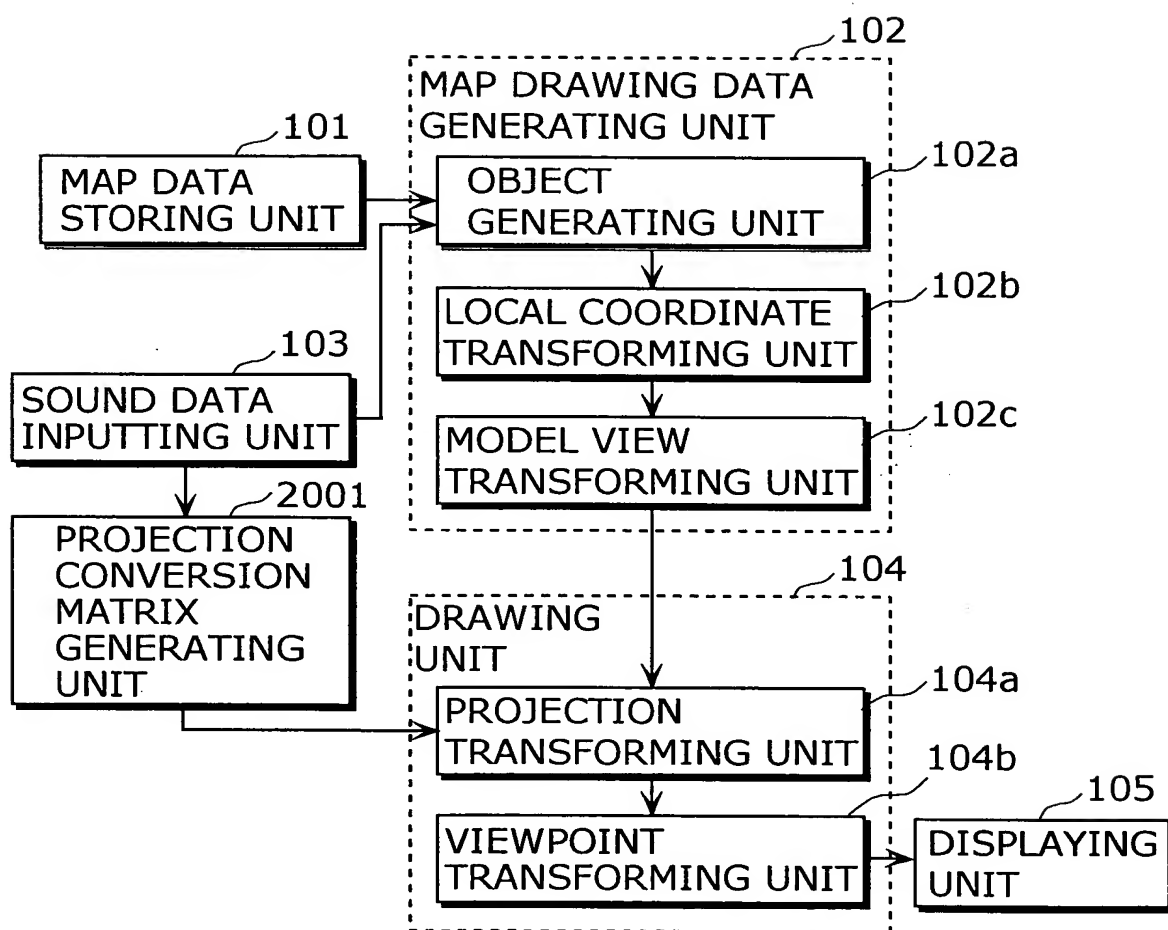 102
MAP DRAWING DATA
GENERATING UNIT
101
MAP DATA
STORING UNIT
102a
OBJECT
GENERATING UNIT
102b
LOCAL COORDINATE
TRANSFORMING UNIT
103
SOUND DATA
INPUTTING UNIT
102c
MODEL VIEW
TRANSFORMING UNIT
2001
PROJECTION
CONVERSION
MATRIX
GENERATING
UNIT
104
DRAWING
UNIT
104a
PROJECTION
TRANSFORMING UNIT
104b
VIEWPOINT
TRANSFORMING UNIT
105
DISPLAYING
UNIT